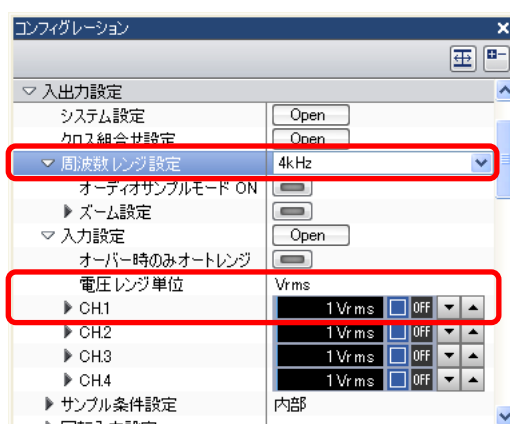 コンフィグレーション
入出力設定
システム設定 Open
クロス組合せ設定 Open
周波数レンジ設定 4kHz
オーディオサンプルモード ON
ズーム設定
入力設定 Open
オーバー時のみオートレンジ
電圧レンジ単位 Vrms
CH.1 1Vrms OFF
CH.2 1Vrms OFF
CH.3 1Vrms OFF
CH.4 1Vrms OFF
サンプル条件設定 内部